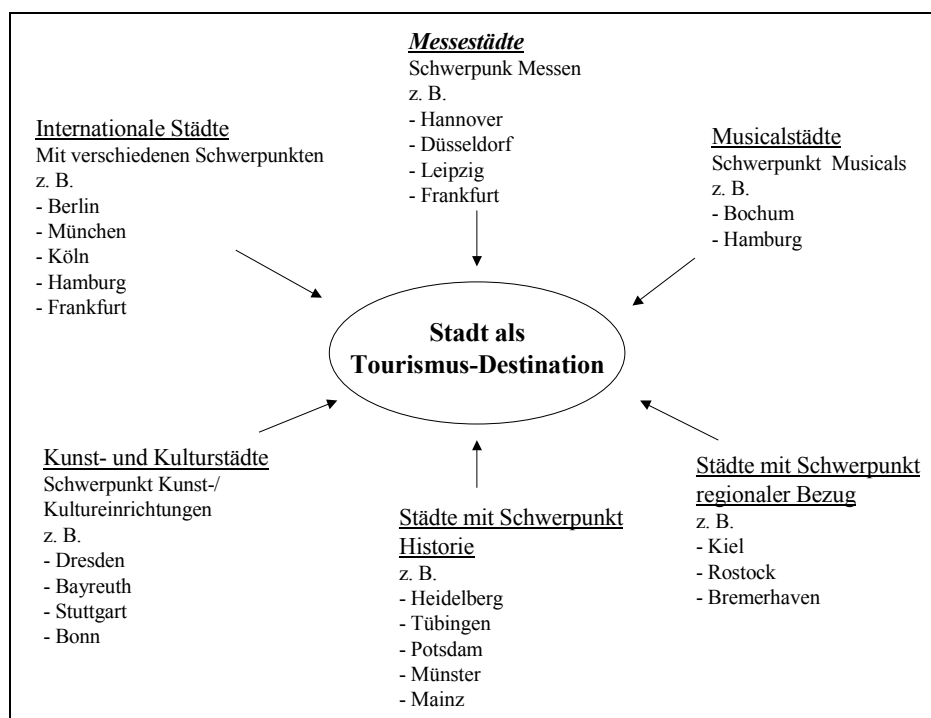 Messestädte
Schwerpunk Messen
z. B.
- Hannover
- Düsseldorf
- Leipzig
- Frankfurt
Internationale Städte
Mit verschiedenen Schwerpunkten
z. B.
- Berlin
- München
- Köln
- Hamburg
- Frankfurt
Musicalstädte
Schwerpunkt Musicals
z. B.
- Bochum
- Hamburg
Stadt als
Tourismus-Destination
Kunst- und Kulturstädte
Schwerpunkt Kunst-/
Kultureinrichtungen
z. B.
- Dresden
- Bayreuth
- Stuttgart
- Bonn
Städte mit Schwerpunkt
Historie
z. B.
- Heidelberg
- Tübingen
- Potsdam
- Münster
- Mainz
Städte mit Schwerpunkt
regionaler Bezug
z. B.
- Kiel
- Rostock
- Bremerhaven